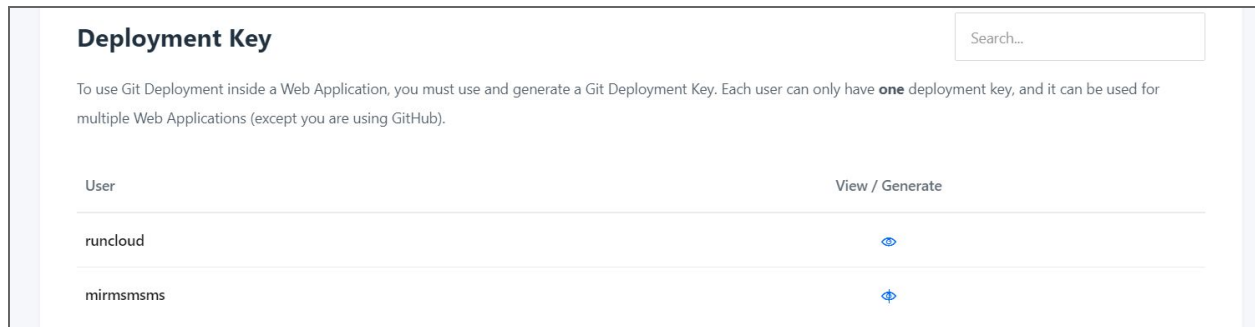 Deployment Key
Search...
To use Git Deployment inside a Web Application, you must use and generate a Git Deployment Key. Each user can only have one deployment key, and it can be used for
multiple Web Applications (except you are using GitHub).
User View / Generate
runcloud
mirmsmsms